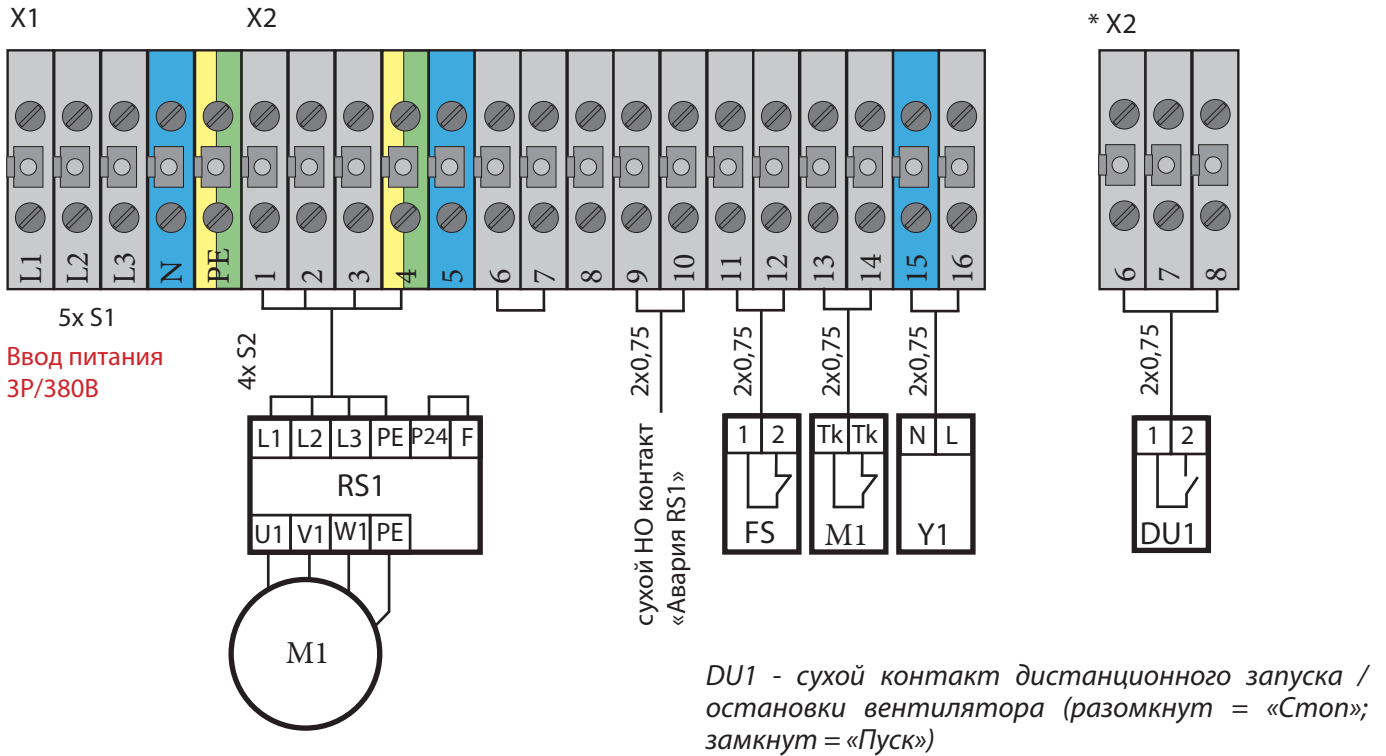 X1
X2
* X2
L1 L2 L3 N PE 1 2 3 4 5 6 7 8 9 10 11 12 13 14 15 16
6 7 8
5x S1
Ввод питания
3P/380В
4x S2
2x0,75
2x0,75
2x0,75
2x0,75
2x0,75
L1 L2 L3 PE P24 F
RS1
U1 V1 W1 PE
M1
сухой НО контакт
«Авария RS1»
1 2
FS
Tk Tk
M1
N L
Y1
1 2
DU1
DU1 - сухой контакт дистанционного запуска /
остановки вентилятора (разомкнут = «Стоп»;
замкнут = «Пуск»)